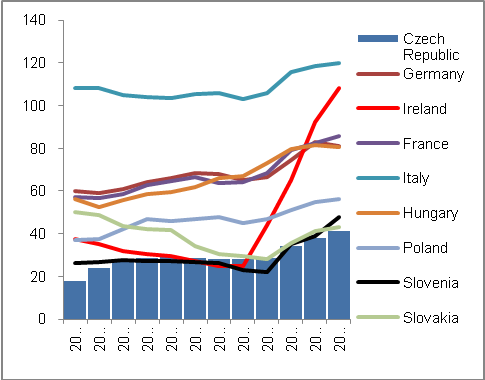 140
120
100
80
60
40
20
0
20..
20..
20..
20..
20..
20..
20..
20..
20..
20..
20..
20..
Czech
Republic
Germany
Ireland
France
Italy
Hungary
Poland
Slovenia
Slovakia